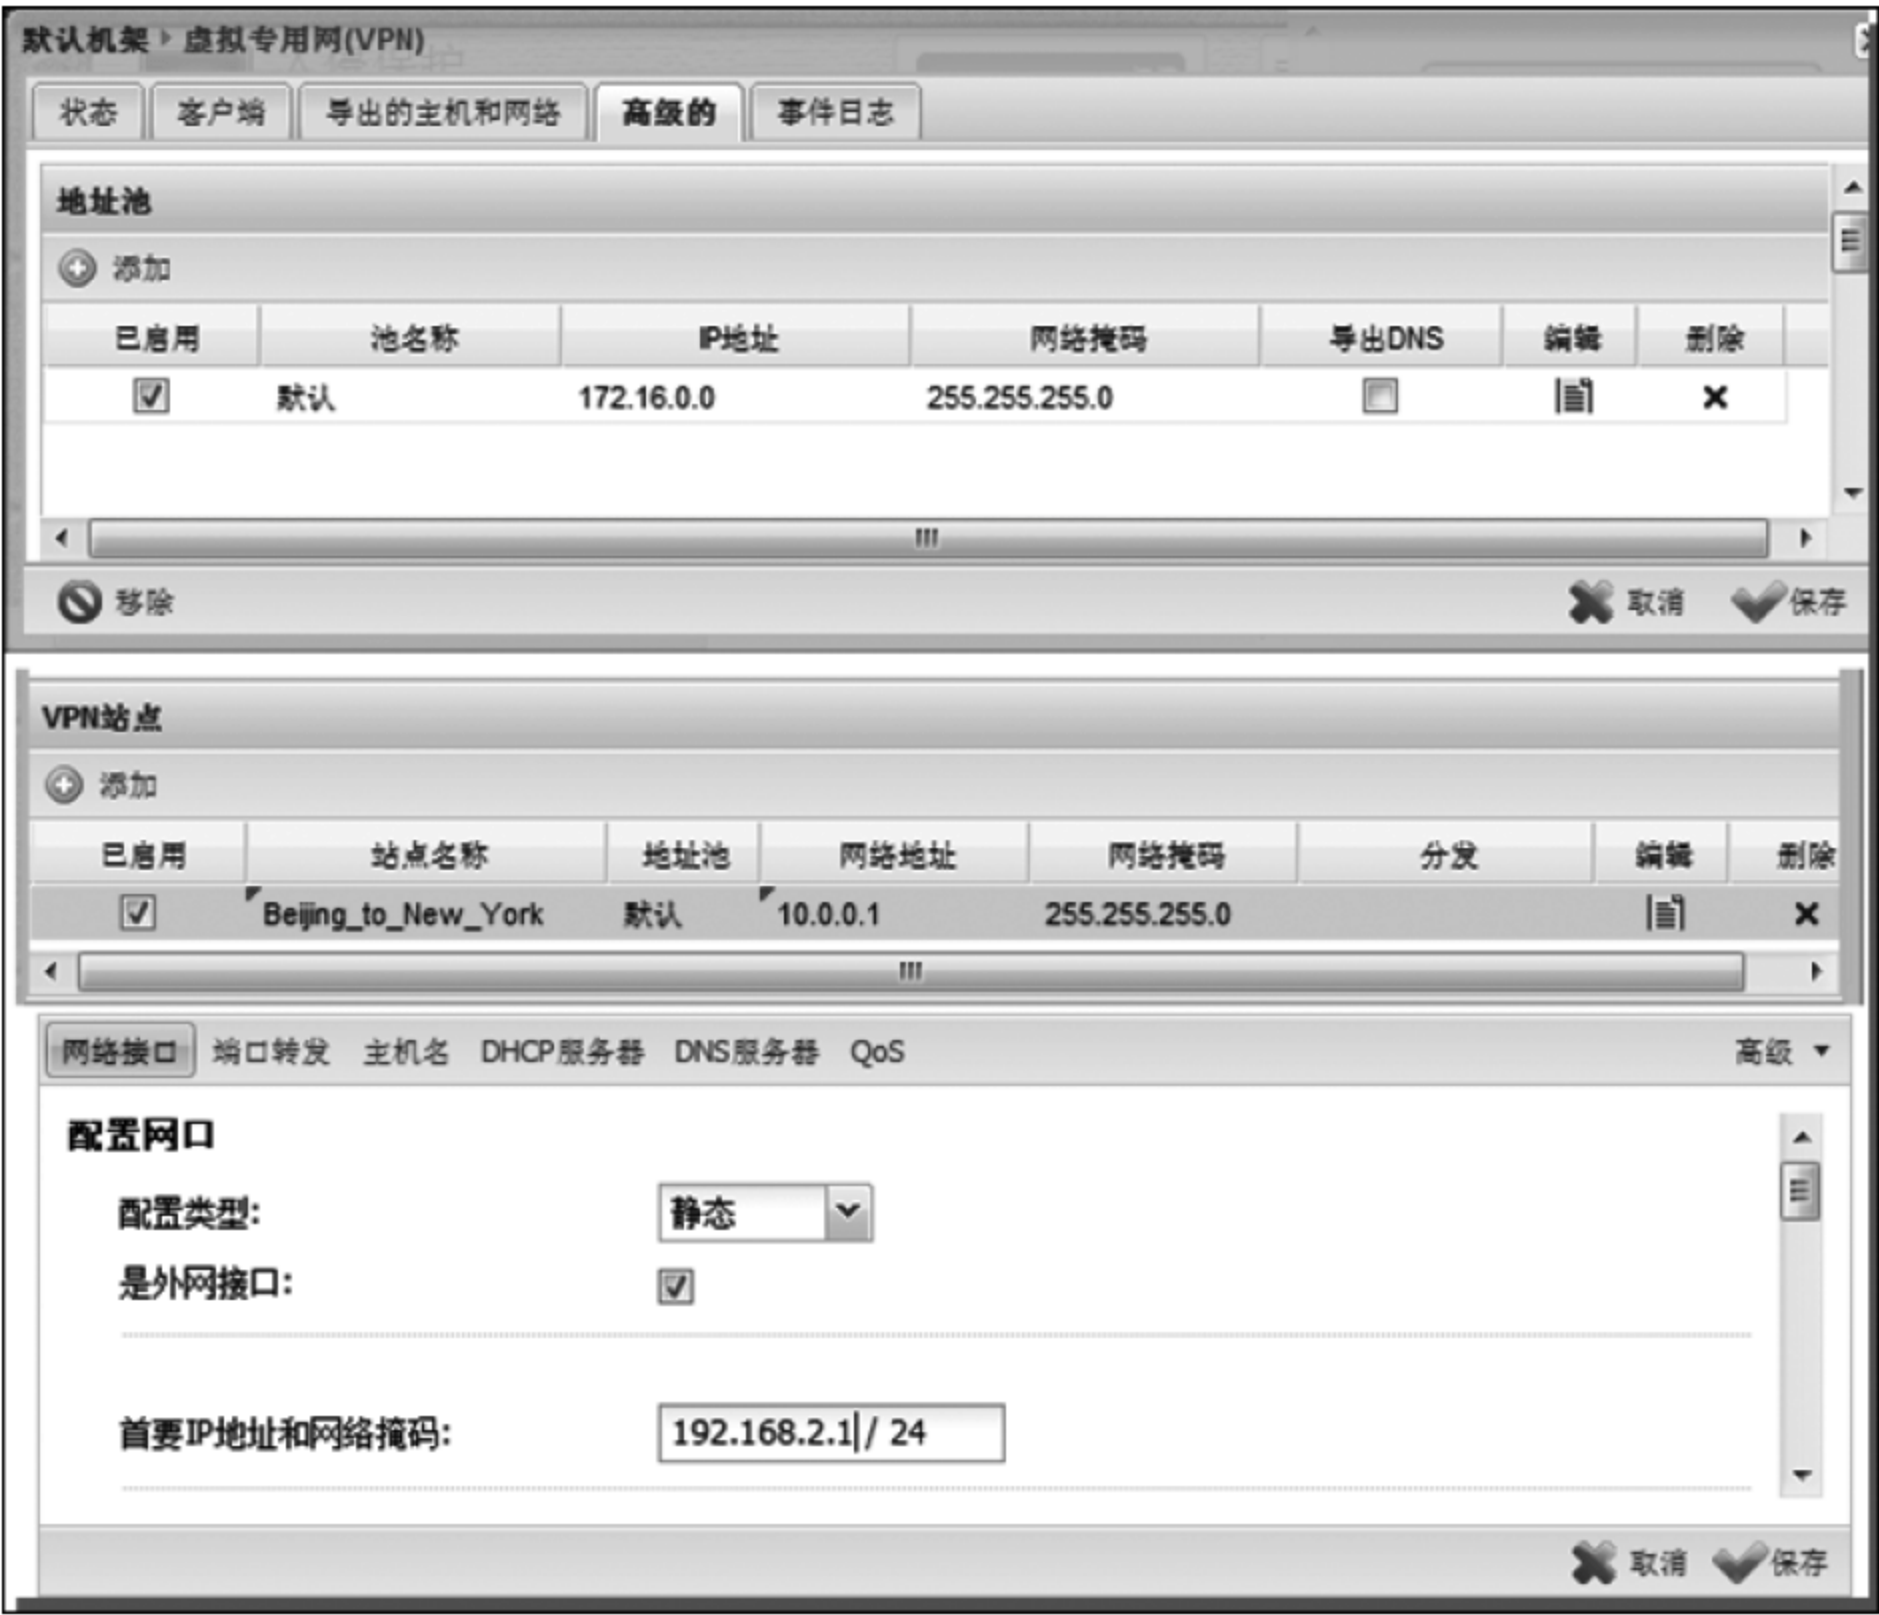 默认机架 虚拟专用网(VPN)
状态 客户端 导出的主机和网络 高级的 事件日志
地址池
添加
已启用 池名称 IP地址 网络掩码 导出DNS 编辑 删除
默认 172.16.0.0 255.255.255.0
移除 取消 保存
VPN站点
添加
已启用 站点名称 地址池 网络地址 网络掩码 分发 编辑 删除
Beijing_to_New_York 默认 10.0.0.1 255.255.255.0
网络接口 端口转发 主机名 DHCP服务器 DNS服务器 QoS 高级
配置网口
配置类型: 静态
是外网接口:
首要IP地址和网络掩码: 192.168.2.1/ 24
取消 保存